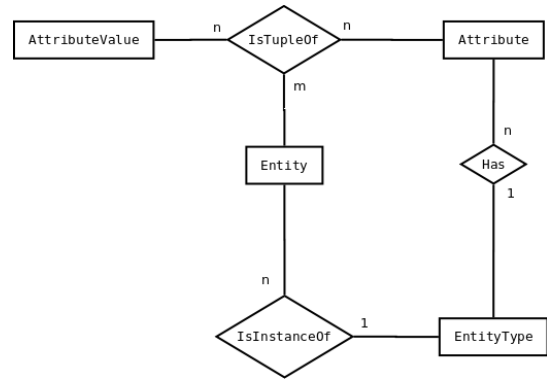 n
n
AttributeValue
IsTupleOf
Attribute
m
n
Entity
Has
1
n
IsInstanceOf
1
EntityType